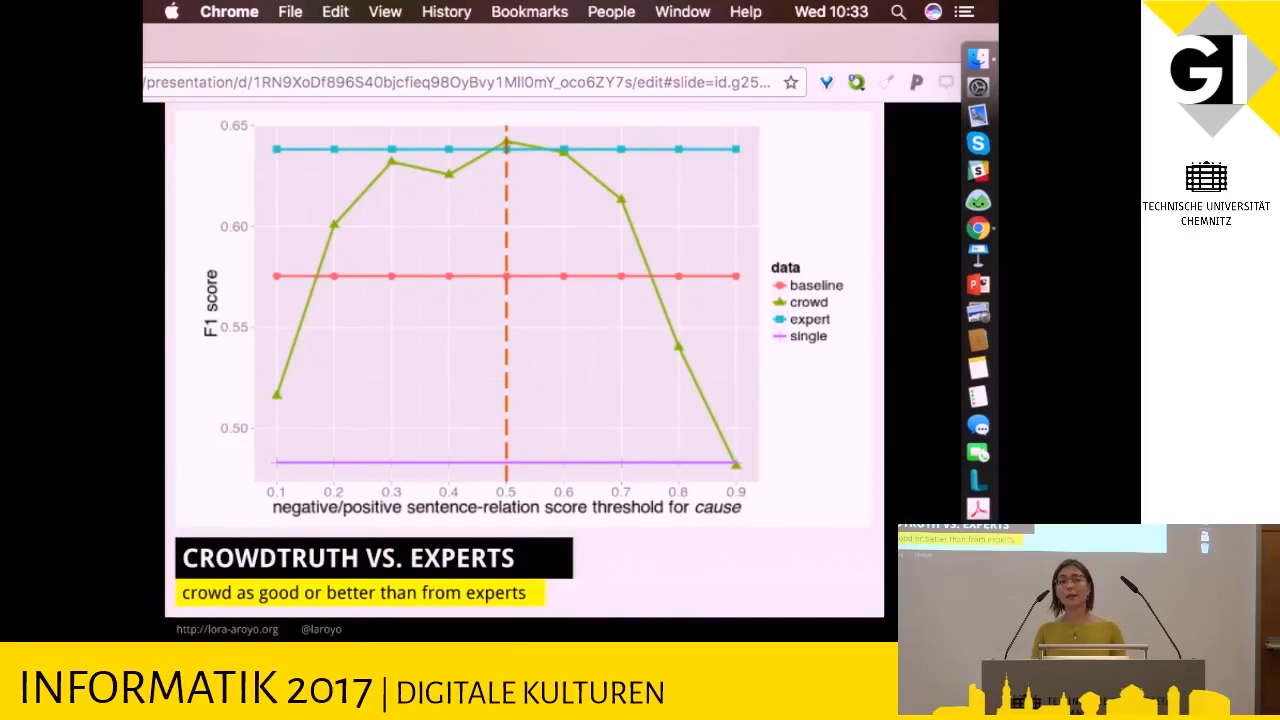 Chrome File Edit View History Bookmarks People Window Help Wed 10:33
/presentation/d/1RN9XoDf896S40bjcfieq98OyBvy1Mll0mY_oco6ZY7s/edit#slide=id.g25...
GI
TECHNISCHE UNIVERSITÄT
CHEMNITZ
0.65
0.60
0.55
0.50
F1 score
0.1 0.2 0.3 0.4 0.5 0.6 0.7 0.8 0.9
negative/positive sentence-relation score threshold for cause
data
baseline
crowd
expert
single
CROWDTRUTH VS. EXPERTS
crowd as good or better than from experts
http://lora-aroyo.org @laroyo
INFORMATIK 2017 | DIGITALE KULTUREN